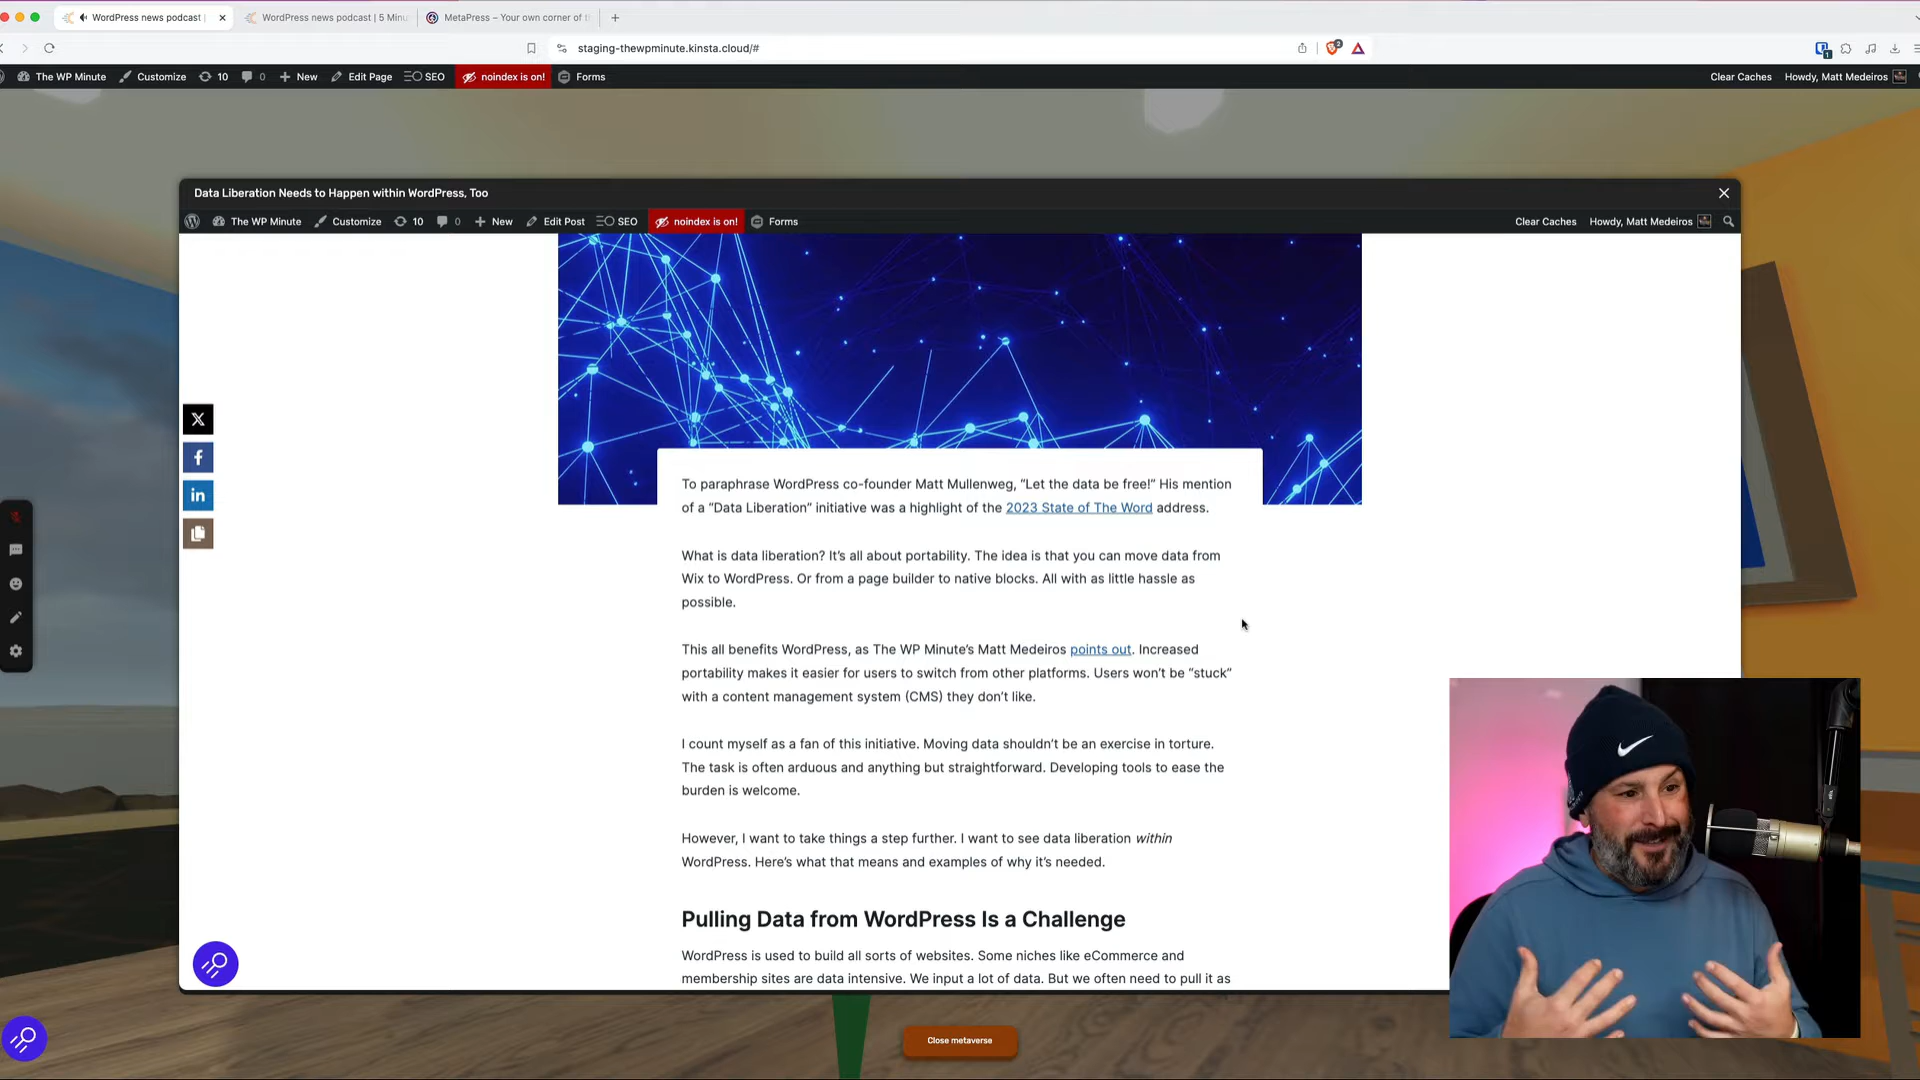 WordPress news podcast |
WordPress news podcast | 5 Minu
MetaPress – Your own corner of t
staging-thewpminute.kinsta.cloud/#
The WP Minute Customize 10 0 New Edit Page SEO noindex is on! Forms Clear Caches Howdy, Matt Medeiros
Data Liberation Needs to Happen within WordPress, Too
The WP Minute Customize 10 0 New Edit Post SEO noindex is on! Forms Clear Caches Howdy, Matt Medeiros
To paraphrase WordPress co-founder Matt Mullenweg, “Let the data be free!” His mention
of a “Data Liberation” initiative was a highlight of the 2023 State of The Word address.
What is data liberation? It’s all about portability. The idea is that you can move data from
Wix to WordPress. Or from a page builder to native blocks. All with as little hassle as
possible.
This all benefits WordPress, as The WP Minute’s Matt Medeiros points out. Increased
portability makes it easier for users to switch from other platforms. Users won’t be “stuck”
with a content management system (CMS) they don’t like.
I count myself as a fan of this initiative. Moving data shouldn’t be an exercise in torture.
The task is often arduous and anything but straightforward. Developing tools to ease the
burden is welcome.
However, I want to take things a step further. I want to see data liberation within
WordPress. Here’s what that means and examples of why it’s needed.
Pulling Data from WordPress Is a Challenge
WordPress is used to build all sorts of websites. Some niches like eCommerce and
membership sites are data intensive. We input a lot of data. But we often need to pull it as
Close metaverse